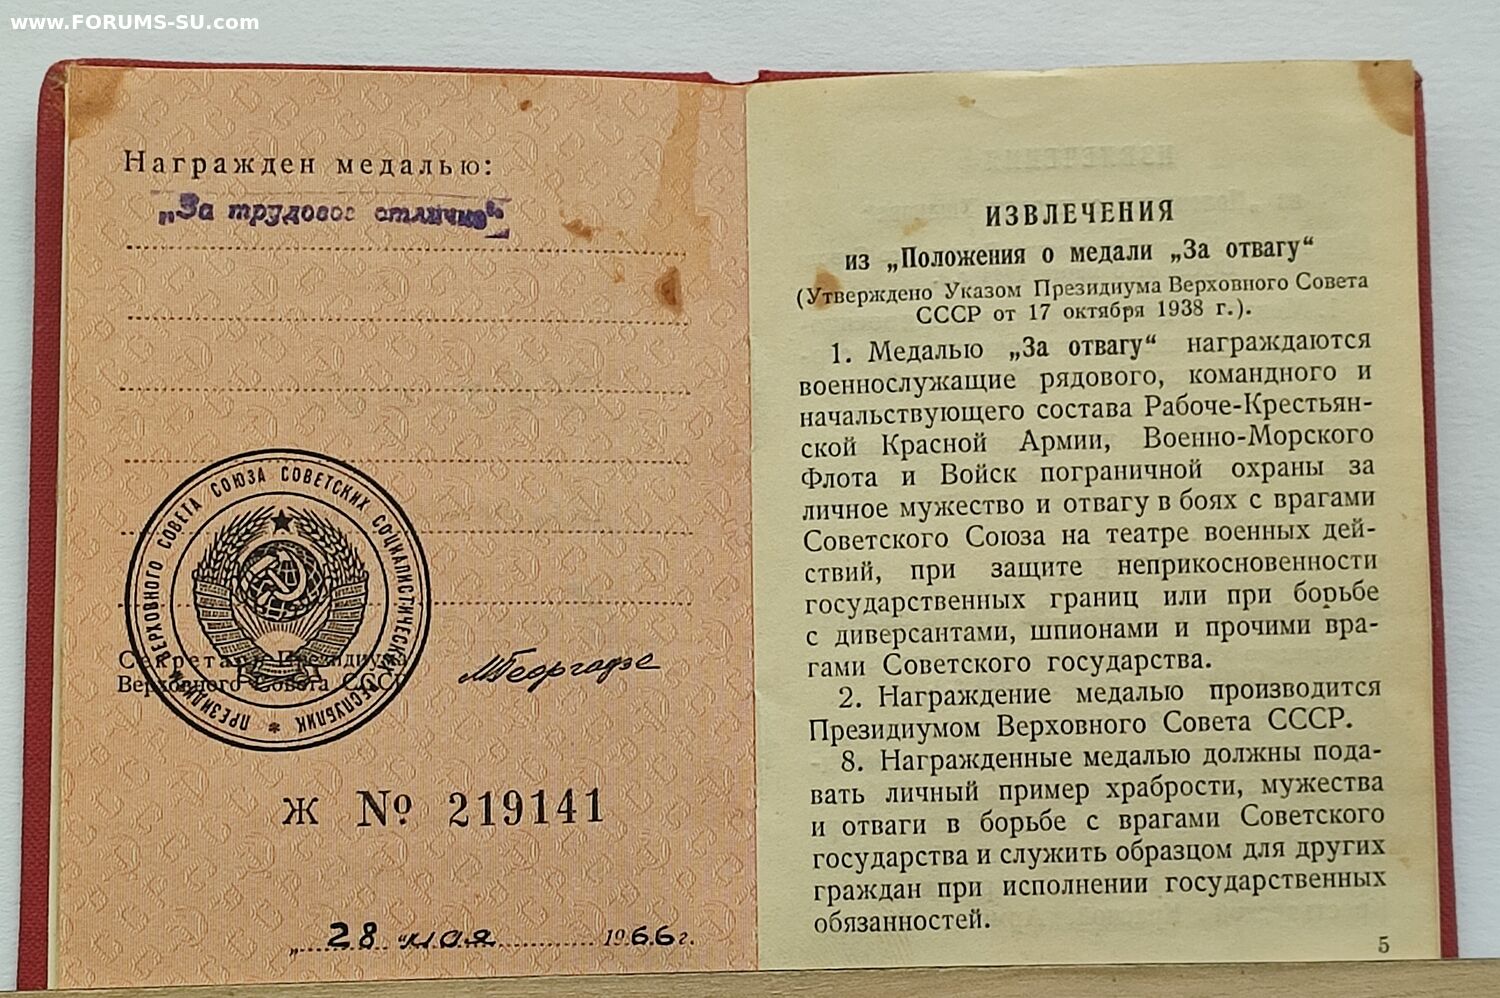 www.FORUMS-SU.com
Награжден медалью:
„За трудовое отличие“
ПРЕЗИДИУМ ВЕРХОВНОГО СОВЕТА СОЮЗА СОВЕТСКИХ СОЦИАЛИСТИЧЕСКИХ РЕСПУБЛИК *
Секретарь Президиума
Верховного Совета СССР
МГеоргадзе
Ж № 219141
„ 28 мая 1966 г.
ИЗВЛЕЧЕНИЯ
из „Положения о медали „За отвагу“
(Утверждено Указом Президиума Верховного Совета
СССР от 17 октября 1938 г.).
1. Медалью „За отвагу“ награждаются
военнослужащие рядового, командного и
начальствующего состава Рабоче-Крестьян-
ской Красной Армии, Военно-Морского
Флота и Войск пограничной охраны за
личное мужество и отвагу в боях с врагами
Советского Союза на театре военных дей-
ствий, при защите неприкосновенности
государственных границ или при борьбе
с диверсантами, шпионами и прочими вра-
гами Советского государства.
2. Награждение медалью производится
Президиумом Верховного Совета СССР.
8. Награжденные медалью должны пода-
вать личный пример храбрости, мужества
и отваги в борьбе с врагами Советского
государства и служить образцом для других
граждан при исполнении государственных
обязанностей.
5